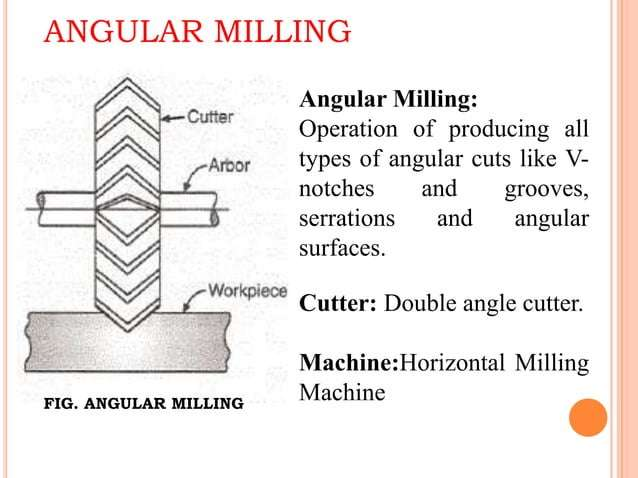 ANGULAR MILLING
Cutter
Arbor
Workpiece
FIG. ANGULAR MILLING
Angular Milling:
Operation of producing all
types of angular cuts like V-
notches and grooves,
serrations and angular
surfaces.
Cutter: Double angle cutter.
Machine:Horizontal Milling
Machine